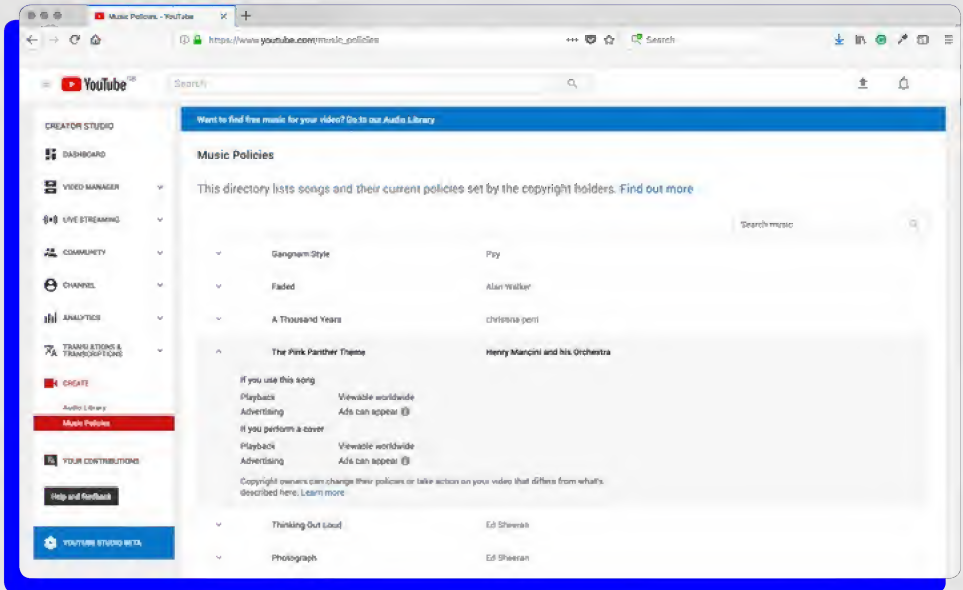 Music Policies - YouTube
https://www.youtube.com/music_policies
Search
YouTube GB
Search
CREATOR STUDIO
DASHBOARD
VIDEO MANAGER
LIVE STREAMING
COMMUNITY
CHANNEL
ANALYTICS
TRANSLATIONS &
TRANSCRIPTIONS
CREATE
Audio Library
Music Policies
YOUR CONTRIBUTIONS
Help and feedback
YOUTUBE STUDIO BETA
Want to find free music for your video? Go to our Audio Library
Music Policies
This directory lists songs and their current policies set by the copyright holders. Find out more
Search music
Gangnam Style Psy
Faded Alan Walker
A Thousand Years christina perri
The Pink Panther Theme Henry Mancini and his Orchestra
If you use this song
Playback Viewable worldwide
Advertising Ads can appear
If you perform a cover
Playback Viewable worldwide
Advertising Ads can appear
Copyright owners can change their policies or take action on your video that differs from what's
described here. Learn more
Thinking Out Loud Ed Sheeran
Photograph Ed Sheeran